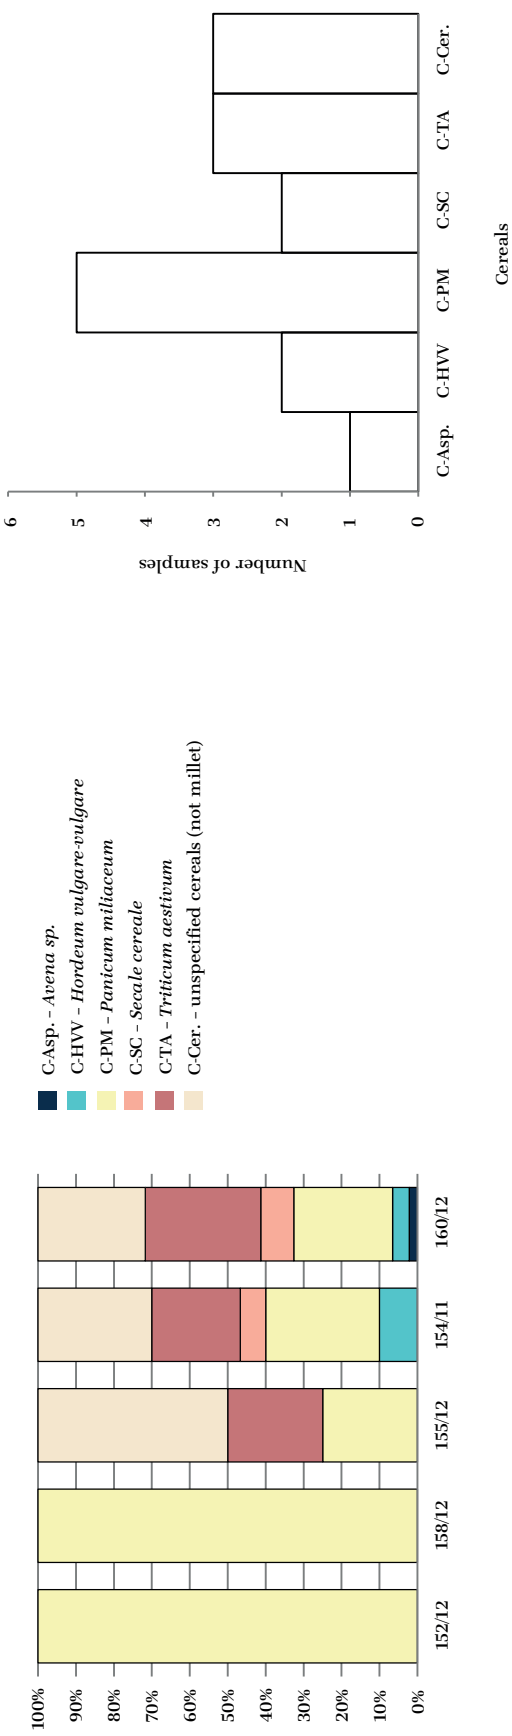 100%
90%
80%
70%
60%
50%
40%
30%
20%
10%
0%
152/12
158/12
155/12
154/11
160/12
C-Asp. – Avena sp.
C-HVV – Hordeum vulgare-vulgare
C-PM – Panicum miliaceum
C-SC – Secale cereale
C-TA – Triticum aestivum
C-Cer. – unspecified cereals (not millet)
Number of samples
6
5
4
3
2
1
0
C-Asp.
C-HVV
C-PM
C-SC
C-TA
C-Cer.
Cereals